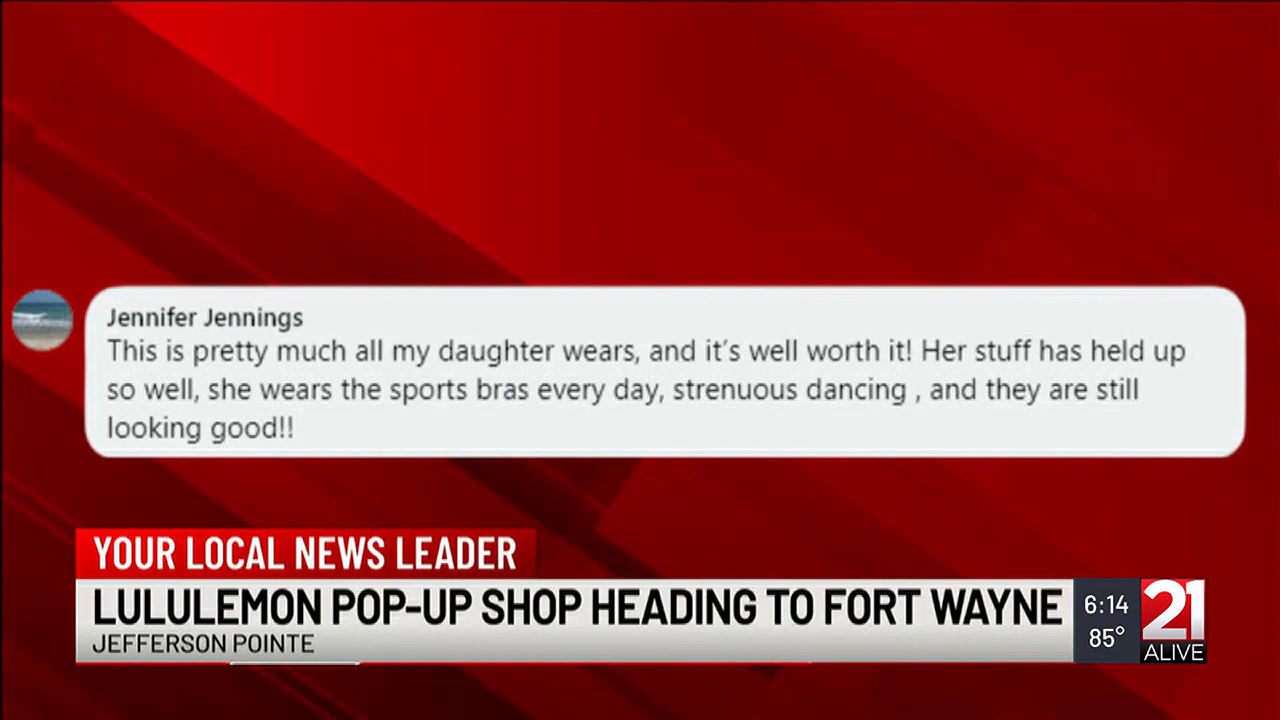 Jennifer Jennings
This is pretty much all my daughter wears, and it's well worth it! Her stuff has held up
so well, she wears the sports bras every day, strenuous dancing , and they are still
looking good!!
YOUR LOCAL NEWS LEADER
LULULEMON POP-UP SHOP HEADING TO FORT WAYNE
JEFFERSON POINTE
6:14
85°
21
ALIVE